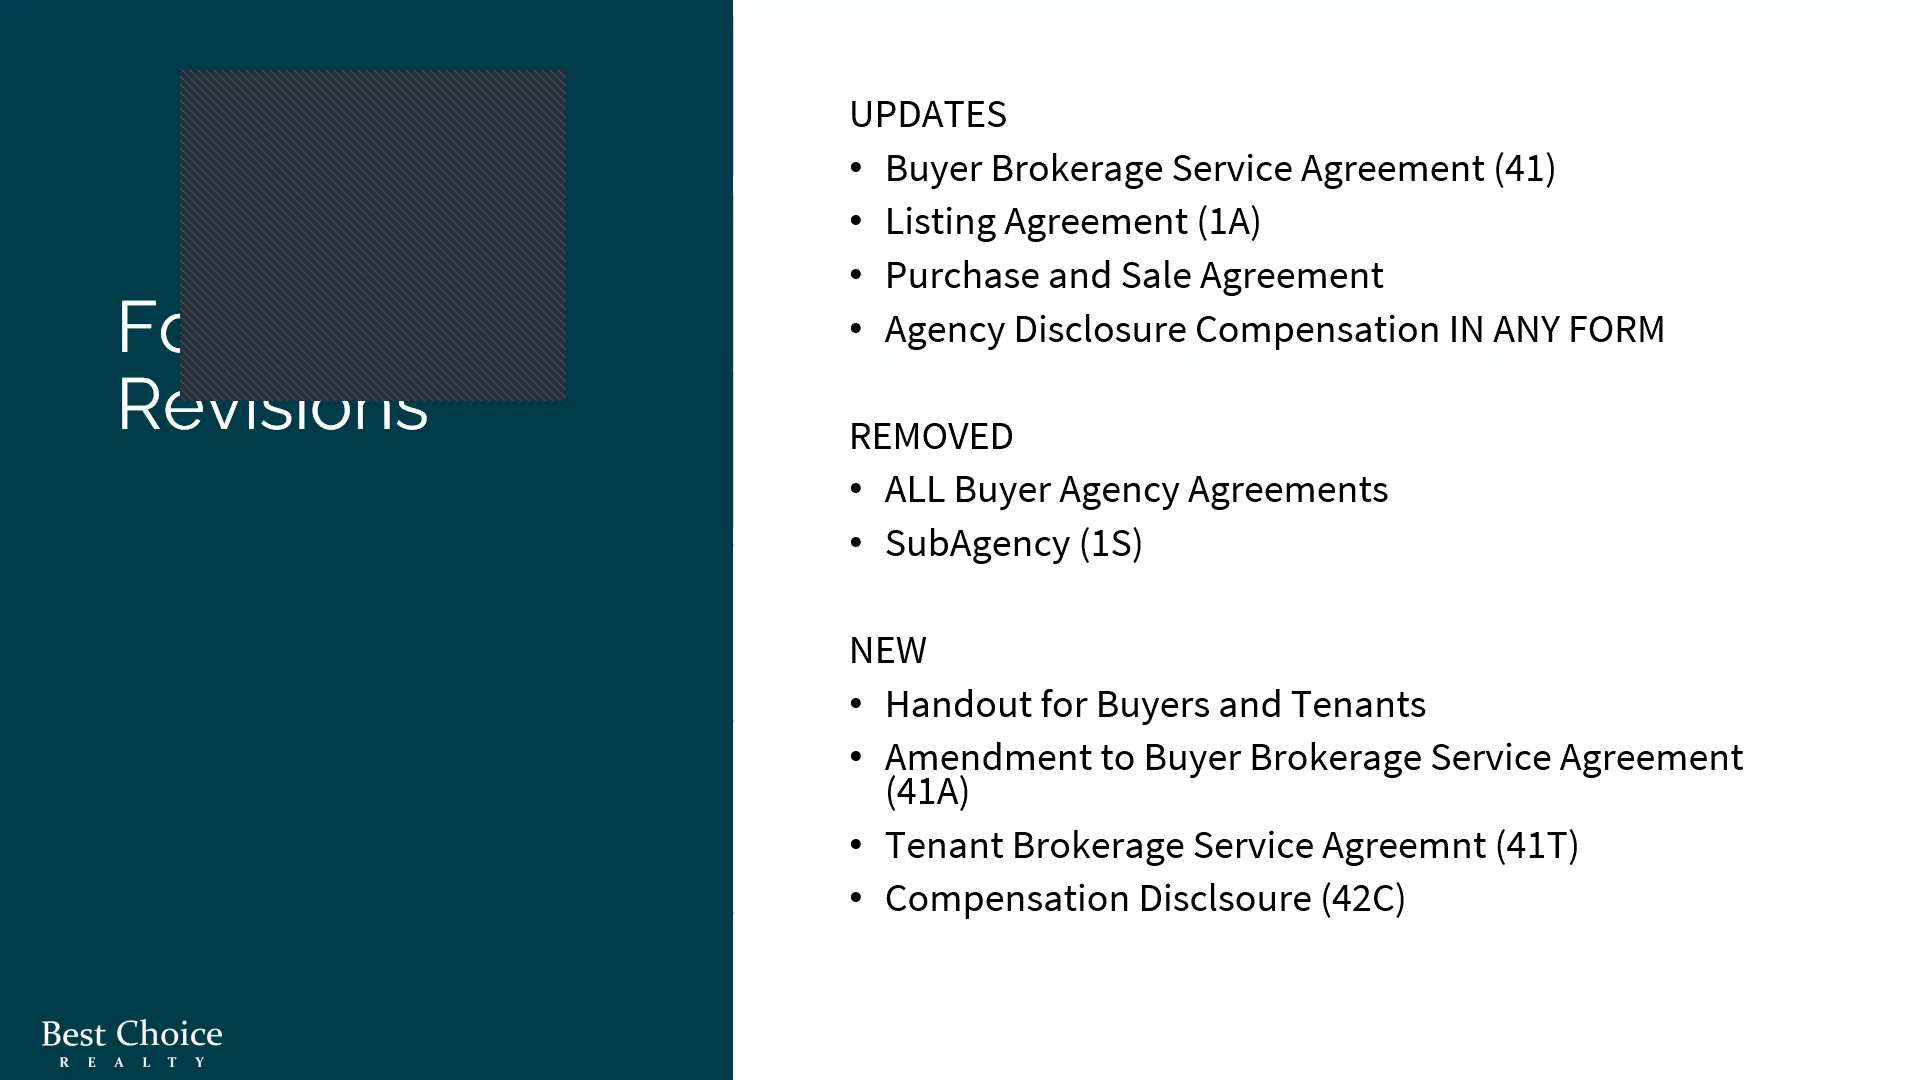 Revisions
UPDATES
• Buyer Brokerage Service Agreement (41)
• Listing Agreement (1A)
• Purchase and Sale Agreement
• Agency Disclosure Compensation IN ANY FORM
REMOVED
• ALL Buyer Agency Agreements
• SubAgency (1S)
NEW
• Handout for Buyers and Tenants
• Amendment to Buyer Brokerage Service Agreement
(41A)
• Tenant Brokerage Service Agreemnt (41T)
• Compensation Disclsoure (42C)
Best Choice
REALTY